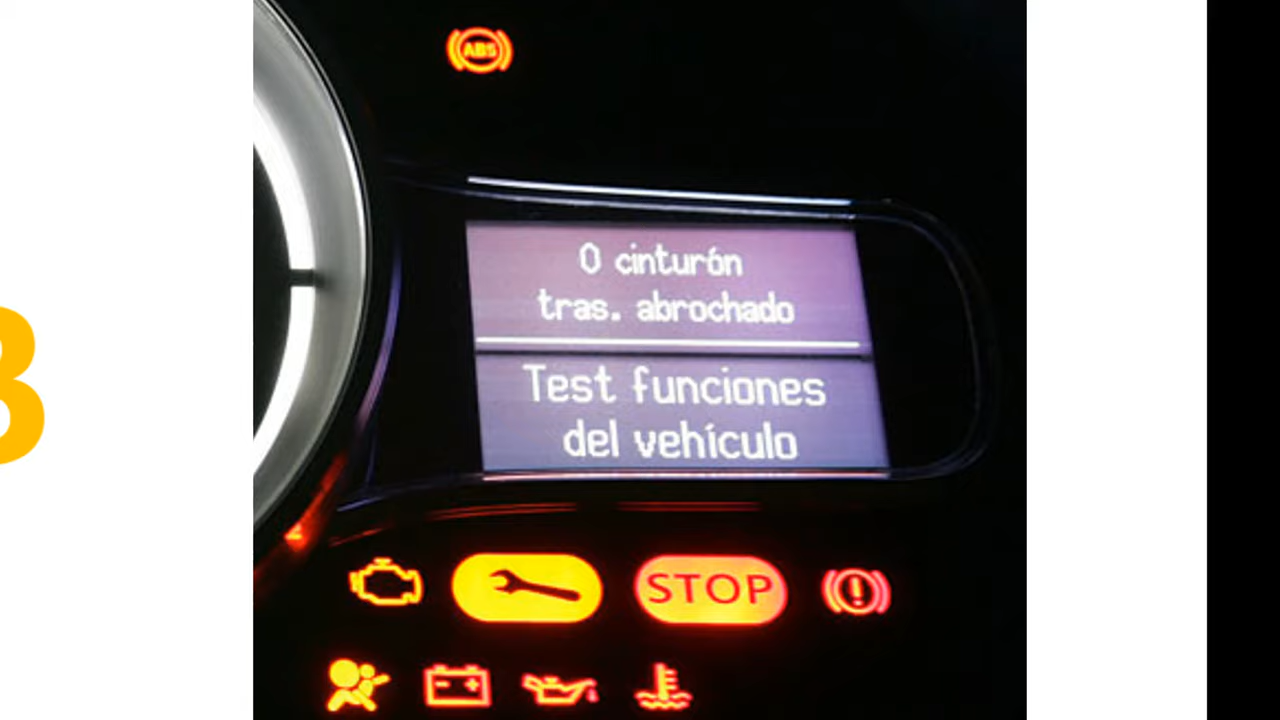 ABS
0 cinturón
tras. abrochado
Test funciones
del vehículo
STOP